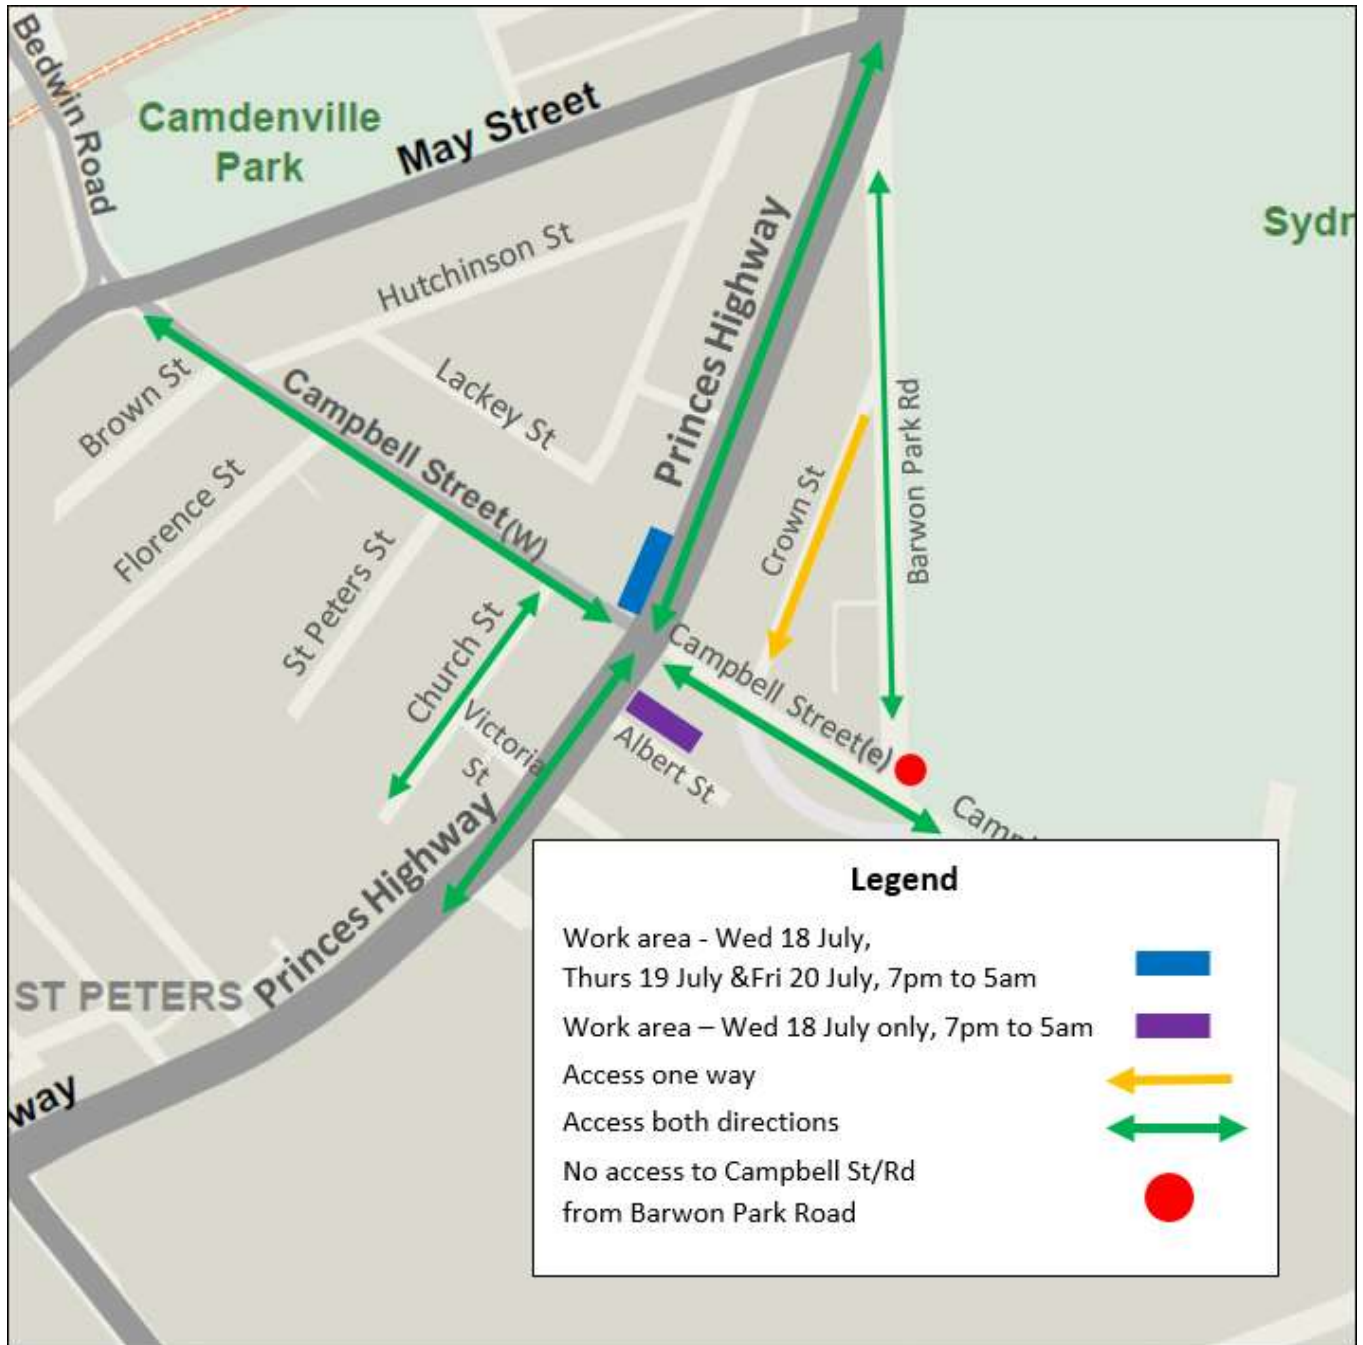 Bedwin Road
Camdenville
Park
May Street
Sydr
Hutchinson St
Princes Highway
Brown St
Lackey St
Campbell Street(W)
Barwon Park Rd
Florence St
Crown St
St Peters St
Church St
Campbell Street(e)
Victoria
St
Albert St
Princes Highway
ST PETERS
way
Legend
Work area - Wed 18 July,
Thurs 19 July &Fri 20 July, 7pm to 5am
Work area – Wed 18 July only, 7pm to 5am
Access one way
Access both directions
No access to Campbell St/Rd
from Barwon Park Road